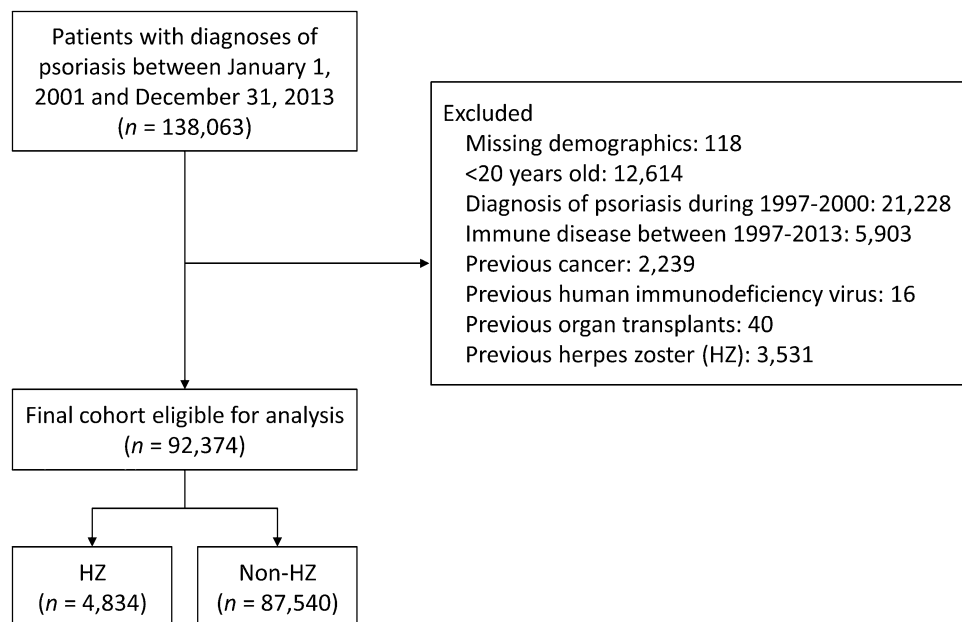 Patients with diagnoses of
psoriasis between January 1,
2001 and December 31, 2013
(n = 138,063)
Excluded
Missing demographics: 118
<20 years old: 12,614
Diagnosis of psoriasis during 1997-2000: 21,228
Immune disease between 1997-2013: 5,903
Previous cancer: 2,239
Previous human immunodeficiency virus: 16
Previous organ transplants: 40
Previous herpes zoster (HZ): 3,531
Final cohort eligible for analysis
(n = 92,374)
HZ
(n = 4,834)
Non-HZ
(n = 87,540)